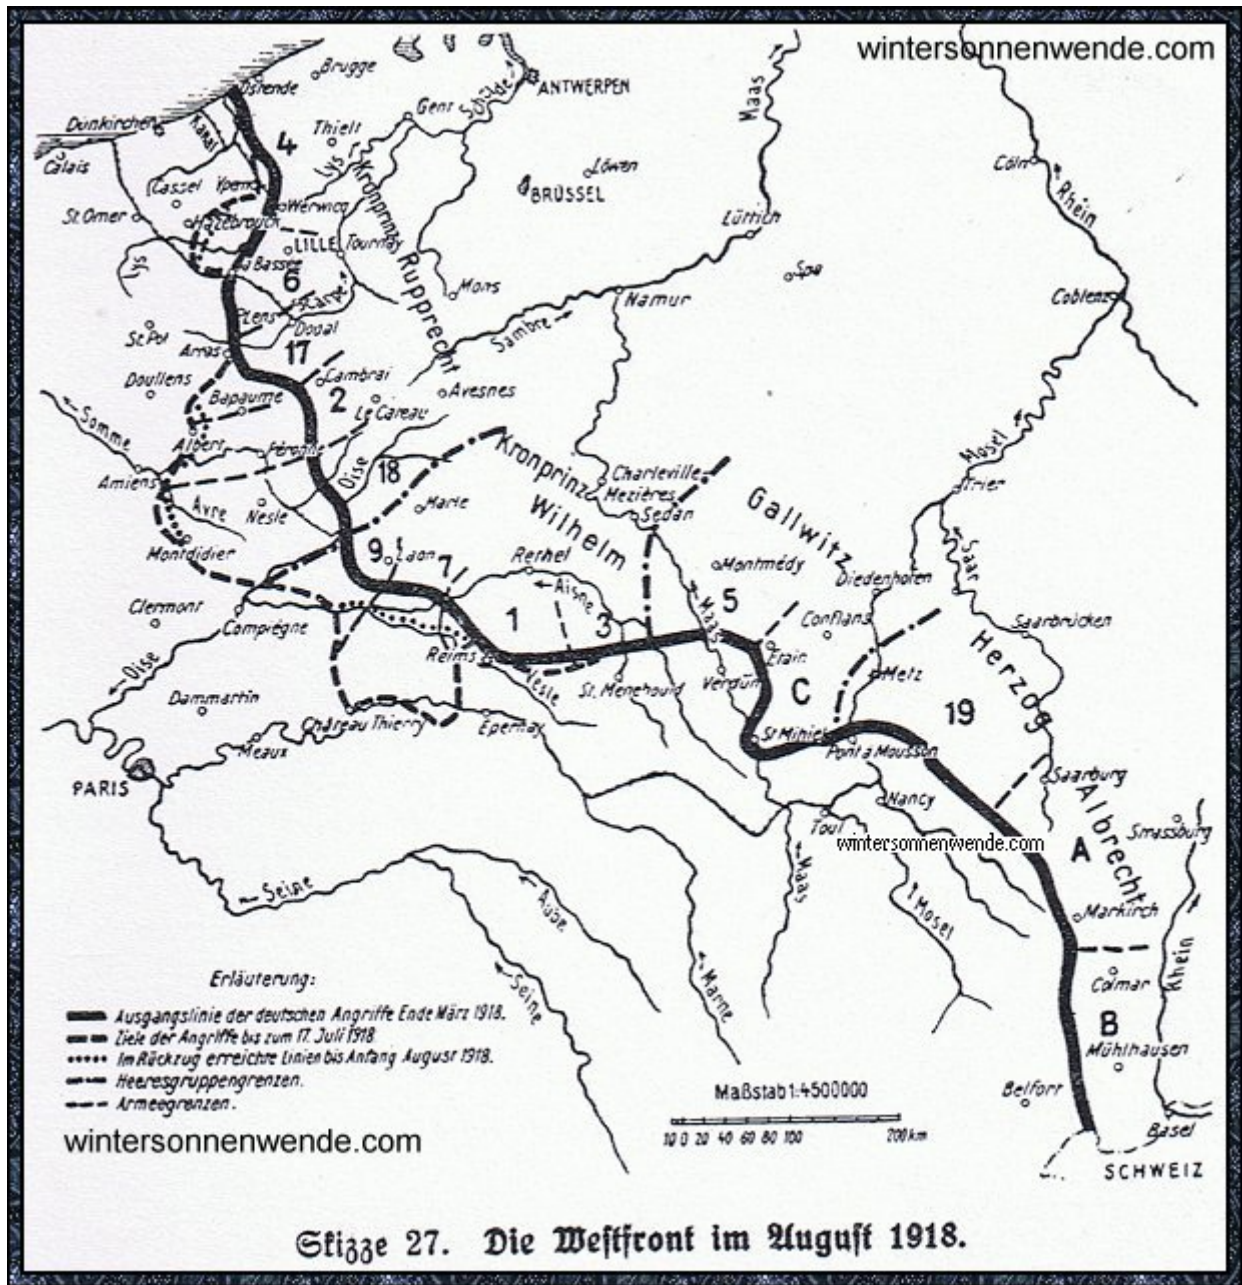 wintersonnenwende.com
Brugge
Ostende
ANTWERPEN
Schelde
Gent
Maas
Dünkirchen
Kanal
4
Thielt
Lys
Calais
Löwen
Cöln
Rhein
Cassel
Ypern
BRÜSSEL
St. Omer
Hazebrouck
Werwicq
Kronprinz Rupprecht
Lüttich
LILLE
Tournay
Lys
La Bassée
6
Spa
Mons
Namur
Coblenz
Lens
Scarpe
Douai
Sambre
St. Pol
Arras
17
Doullens
Cambrai
Bapaume
2
Avesnes
Le Cateau
Somme
Albert
Péronne
Mosel
Oise
18
Kronprinz Wilhelm
Charleville
Mezières
Amiens
Trier
Avre
Nesle
Marle
Sedan
Gallwitz
Montdidier
9
Laon
7
Rethel
Montmédy
Saar
Diedenhofen
Aisne
Clermont
Compiègne
1
3
Maas
5
Conflans
Saarbrücken
Reims
Etain
Herzog Albrecht
Oise
Vesle
St. Menehould
Verdun
C
Metz
Dammartin
19
Château Thierry
Epernay
St. Mihiel
Pont a Mousson
Meaux
PARIS
Saarburg
Nancy
Toul
Strassburg
wintersonnenwende.com
A
Maas
Seine
Aube
Mosel
Markirch
Rhein
Colmar
Seine
Marne
B
Mühlhausen
Belfort
Basel
SCHWEIZ
Erläuterung:
Ausgangslinie der deutschen Angriffe Ende März 1918.
Ziele der Angriffe bis zum 17. Juli 1918
Im Rückzug erreichte Linien bis Anfang August 1918.
Heeresgruppengrenzen.
Armeegrenzen.
wintersonnenwende.com
Maßstab 1:4500000
10 0 20 40 60 80 100 200 km
Skizze 27. Die Westfront im August 1918.